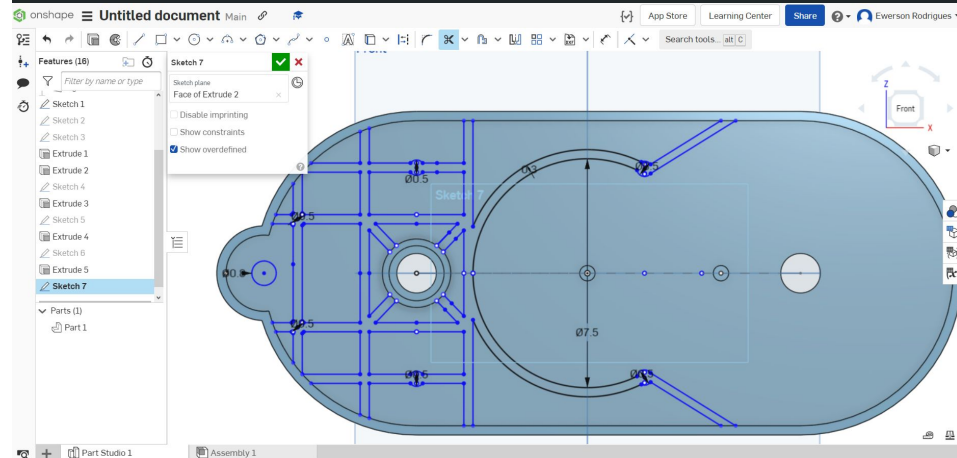 onshape Untitled document Main App Store Learning Center Share Ewerson Rodrigues
Search tools... alt C
Features (16)
Filter by name or type
Sketch 1
Sketch 2
Sketch 3
Extrude 1
Extrude 2
Sketch 4
Extrude 3
Sketch 5
Extrude 4
Sketch 6
Extrude 5
Sketch 7
Parts (1)
Part 1
Sketch 7
Sketch plane
Face of Extrude 2
Disable imprinting
Show constraints
Show overdefined
Front
Z
Front
X
Ø0.5
Sketch 7
Ø7.5
Part Studio 1 Assembly 1